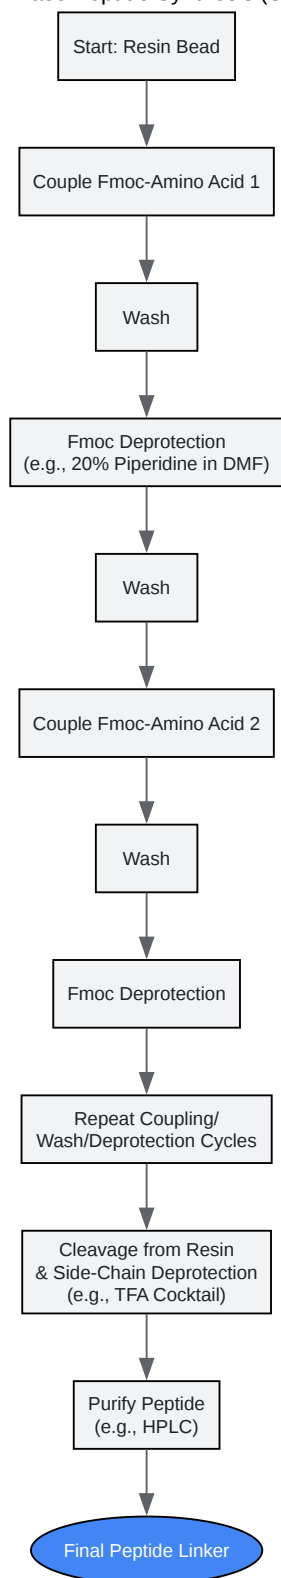 Start: Resin Bead
Couple Fmoc-Amino Acid 1
Wash
Fmoc Deprotection
(e.g., 20% Piperidine in DMF)
Wash
Couple Fmoc-Amino Acid 2
Wash
Fmoc Deprotection
Repeat Coupling/
Wash/Deprotection Cycles
Cleavage from Resin
& Side-Chain Deprotection
(e.g., TFA Cocktail)
Purify Peptide
(e.g., HPLC)
Final Peptide Linker